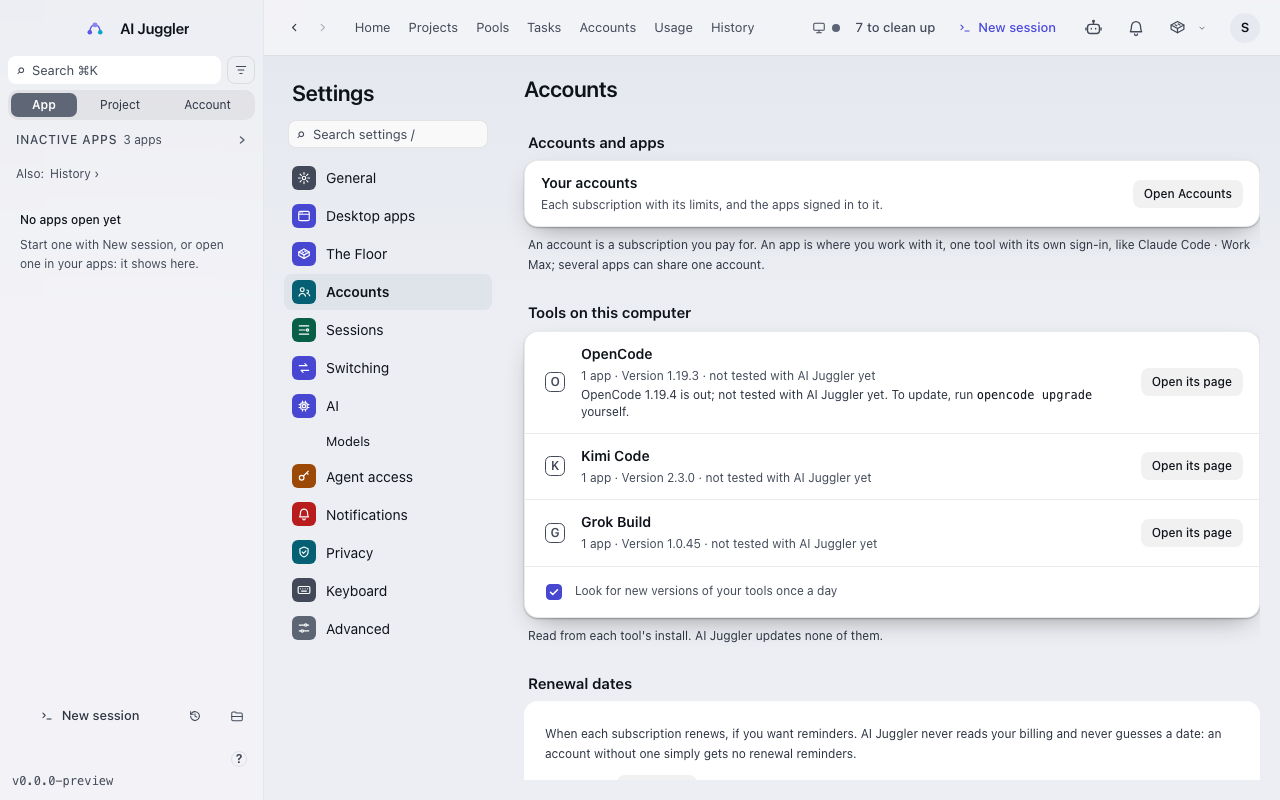 AI Juggler
Search ⌘K
App Project Account
INACTIVE APPS 3 apps
Also: History ›
No apps open yet
Start one with New session, or open
one in your apps: it shows here.
New session
?
v0.0.0-preview
Home Projects Pools Tasks Accounts Usage History
7 to clean up
New session
S
Settings
Search settings /
General
Desktop apps
The Floor
Accounts
Sessions
Switching
AI
Models
Agent access
Notifications
Privacy
Keyboard
Advanced
Accounts
Accounts and apps
Your accounts
Each subscription with its limits, and the apps signed in to it.
Open Accounts
An account is a subscription you pay for. An app is where you work with it, one tool with its own sign-in, like Claude Code · Work
Max; several apps can share one account.
Tools on this computer
O
OpenCode
1 app · Version 1.19.3 · not tested with AI Juggler yet
OpenCode 1.19.4 is out; not tested with AI Juggler yet. To update, run opencode upgrade
yourself.
Open its page
K
Kimi Code
1 app · Version 2.3.0 · not tested with AI Juggler yet
Open its page
G
Grok Build
1 app · Version 1.0.45 · not tested with AI Juggler yet
Open its page
Look for new versions of your tools once a day
Read from each tool's install. AI Juggler updates none of them.
Renewal dates
When each subscription renews, if you want reminders. AI Juggler never reads your billing and never guesses a date: an
account without one simply gets no renewal reminders.